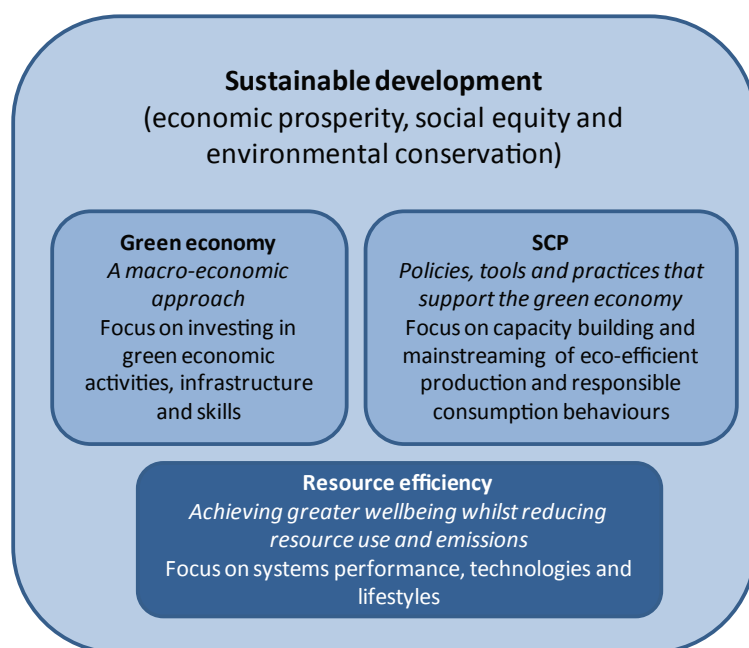 Sustainable development
(economic prosperity, social equity and
environmental conservation)
Green economy
A macro-economic
approach
Focus on investing in
green economic
activities, infrastructure
and skills
SCP
Policies, tools and practices that
support the green economy
Focus on capacity building and
mainstreaming of eco-efficient
production and responsible
consumption behaviours
Resource efficiency
Achieving greater wellbeing whilst reducing
resource use and emissions
Focus on systems performance, technologies and
lifestyles